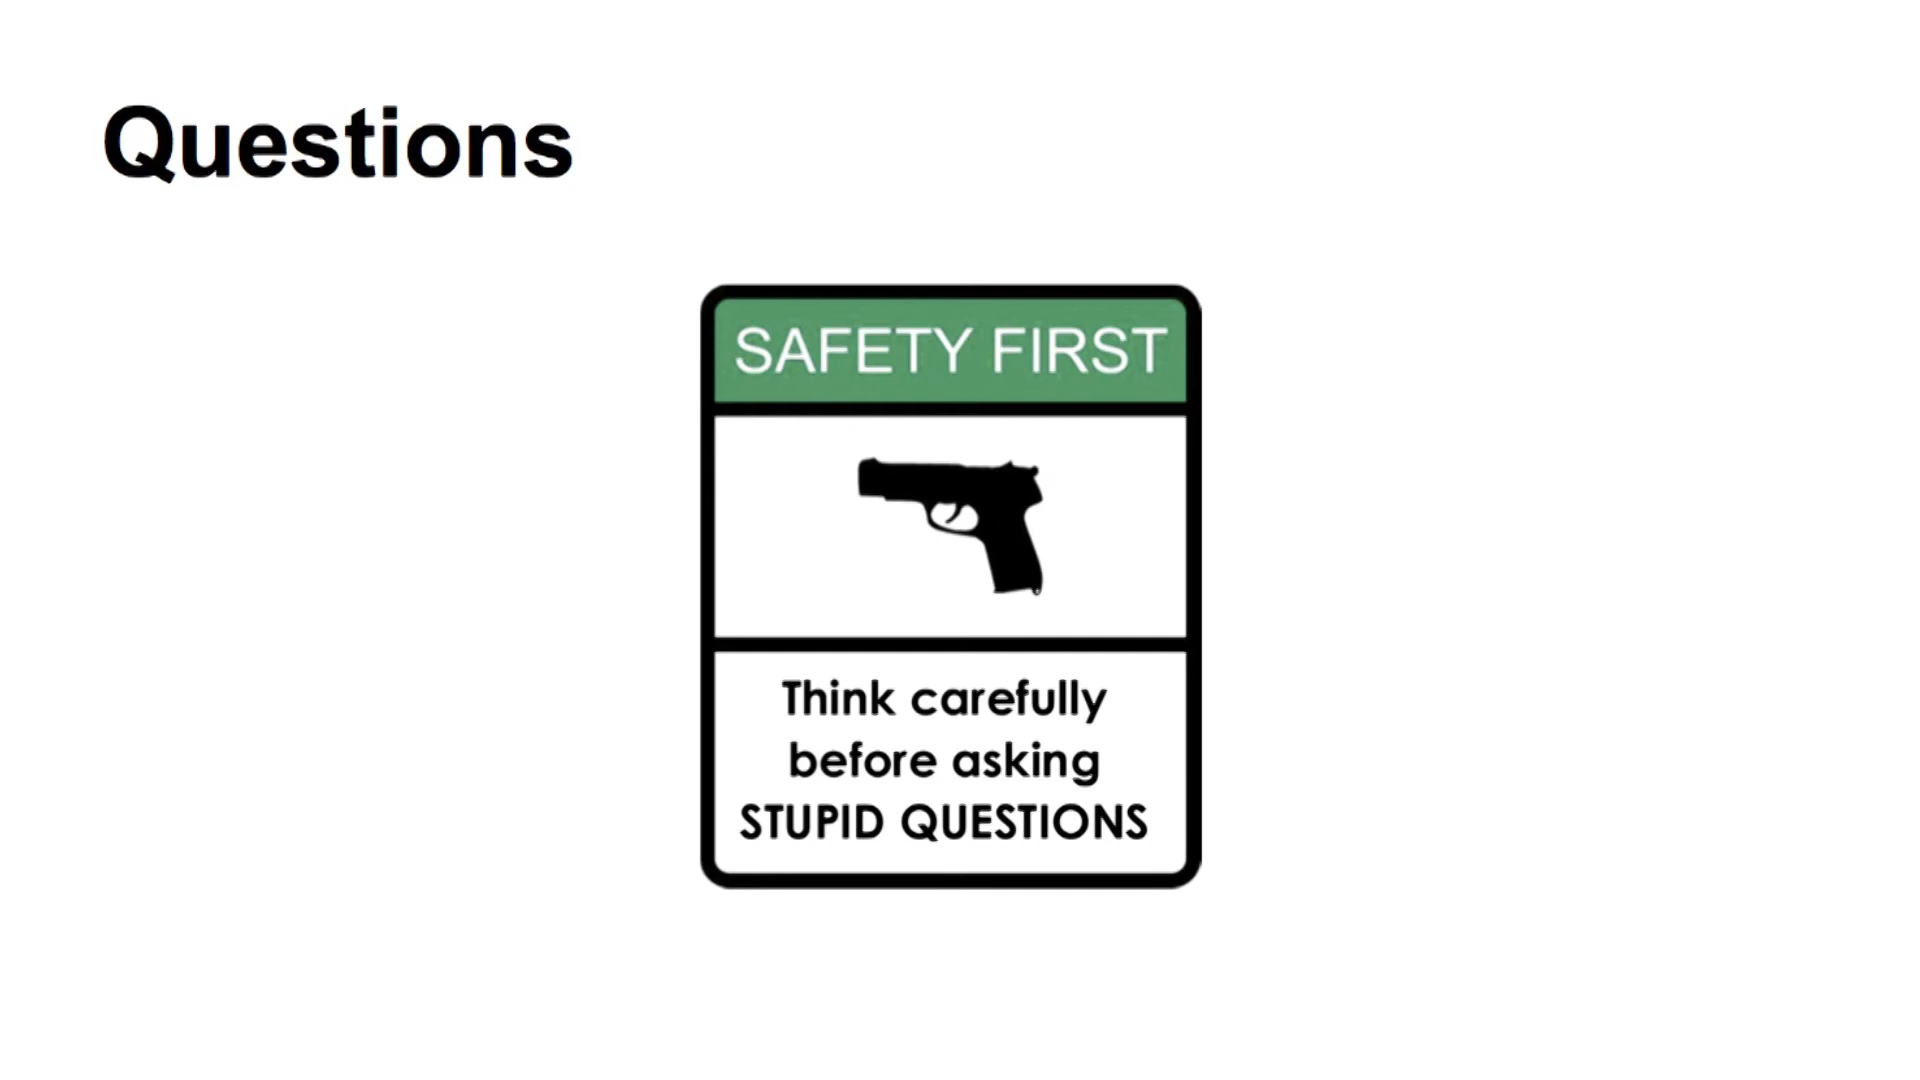 Questions
SAFETY FIRST
Think carefully
before asking
STUPID QUESTIONS